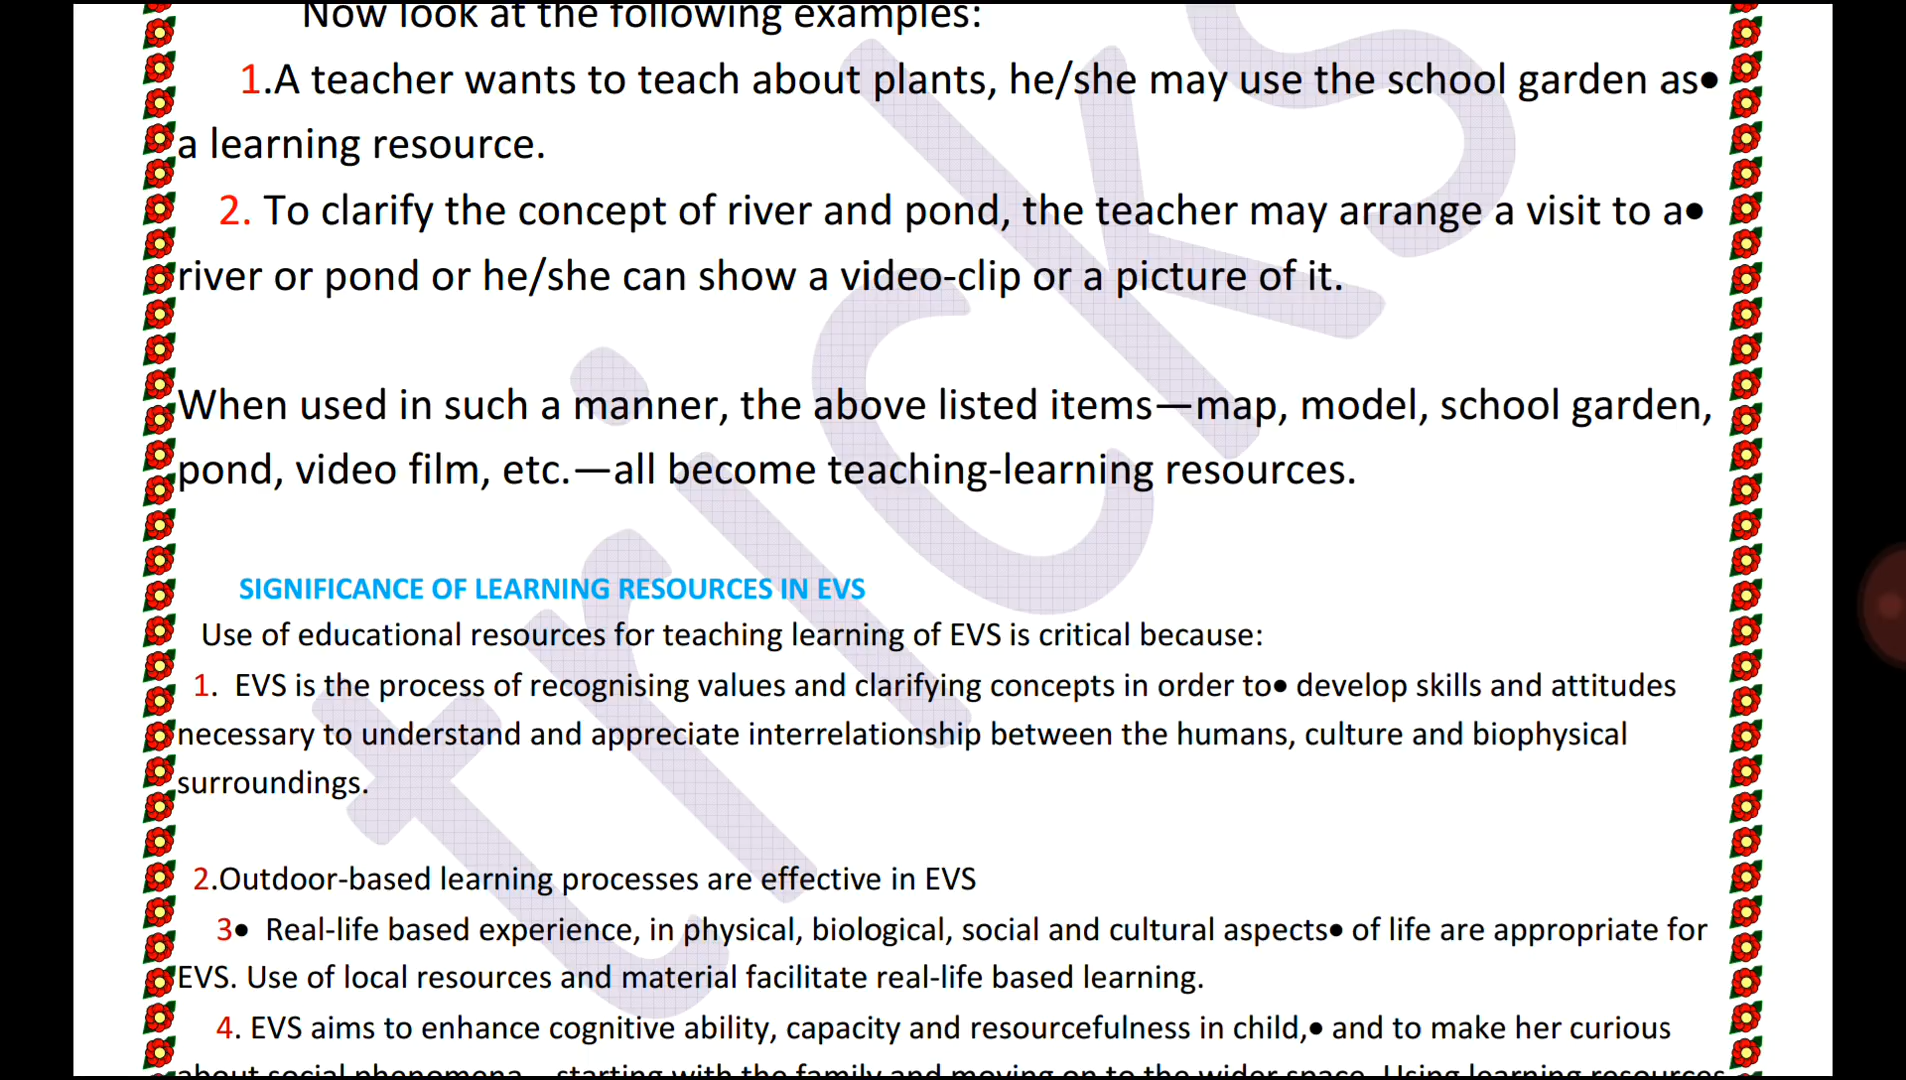 Now look at the following examples:
1.A teacher wants to teach about plants, he/she may use the school garden as•
a learning resource.
2. To clarify the concept of river and pond, the teacher may arrange a visit to a•
river or pond or he/she can show a video-clip or a picture of it.
When used in such a manner, the above listed items—map, model, school garden,
pond, video film, etc.—all become teaching-learning resources.
SIGNIFICANCE OF LEARNING RESOURCES IN EVS
Use of educational resources for teaching learning of EVS is critical because:
1. EVS is the process of recognising values and clarifying concepts in order to• develop skills and attitudes
necessary to understand and appreciate interrelationship between the humans, culture and biophysical
surroundings.
2.Outdoor-based learning processes are effective in EVS
3• Real-life based experience, in physical, biological, social and cultural aspects• of life are appropriate for
EVS. Use of local resources and material facilitate real-life based learning.
4. EVS aims to enhance cognitive ability, capacity and resourcefulness in child,• and to make her curious
about social phenomena, starting with the family and moving on to the wider space. Using learning resources
tricks